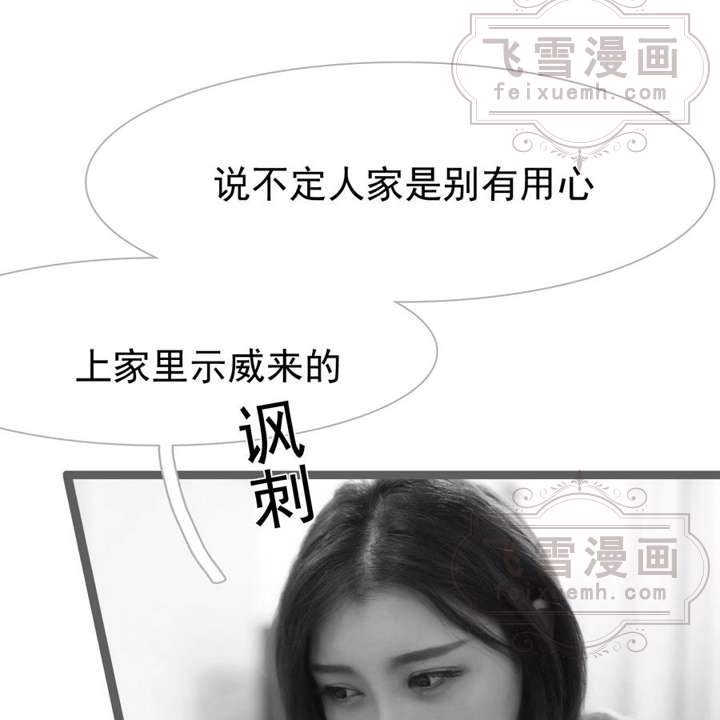 飞雪漫画
feixuemh.com
说不定人家是别有用心
上家里示威来的
讽
刺
飞雪漫画
feixuemh.com